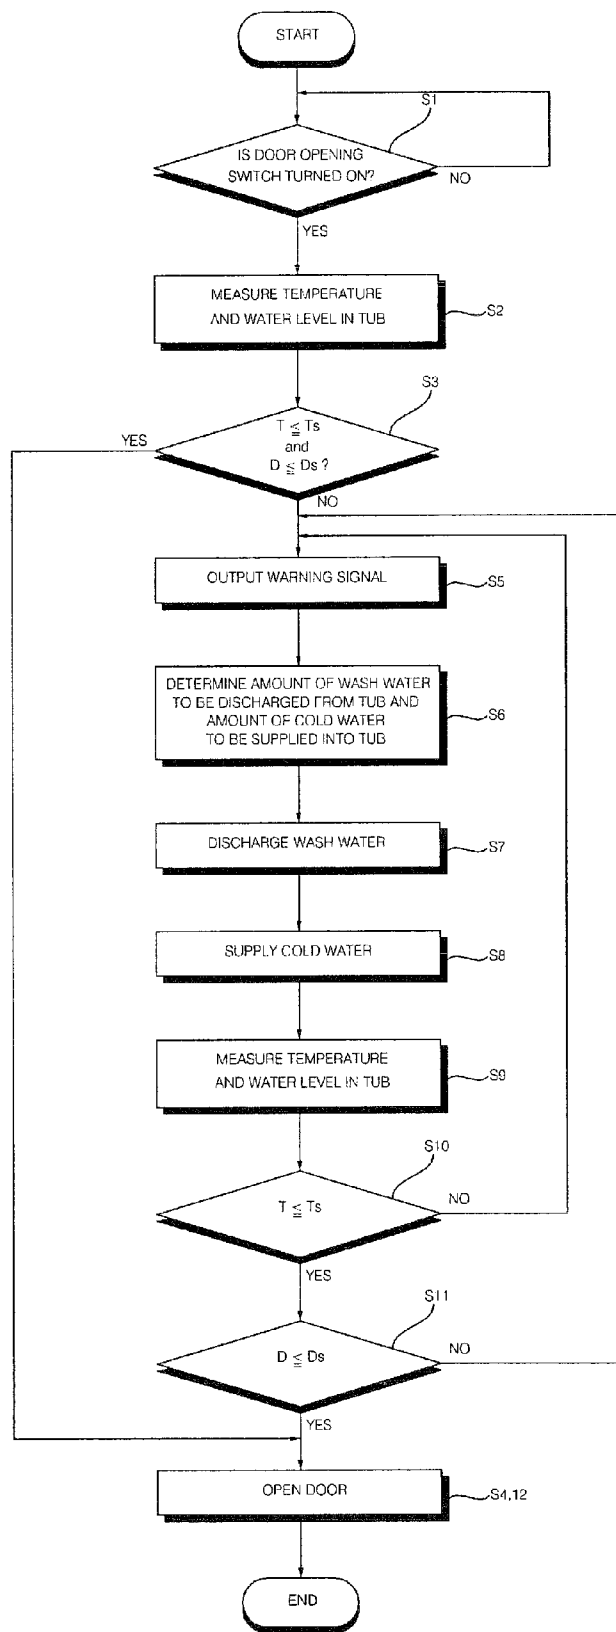 START
S1
IS DOOR OPENING
SWITCH TURNED ON?
NO
YES
MEASURE TEMPERATURE
AND WATER LEVEL IN TUB
S2
S3
YES
T ≦ Ts
and
D ≦ Ds ?
NO
OUTPUT WARNING SIGNAL
S5
DETERMINE AMOUNT OF WASH WATER
TO BE DISCHARGED FROM TUB AND
AMOUNT OF COLD WATER
TO BE SUPPLIED INTO TUB
S6
DISCHARGE WASH WATER
S7
SUPPLY COLD WATER
S8
MEASURE TEMPERATURE
AND WATER LEVEL IN TUB
S9
S10
T ≦ Ts
NO
YES
S11
D ≦ Ds
NO
YES
OPEN DOOR
S4,12
END